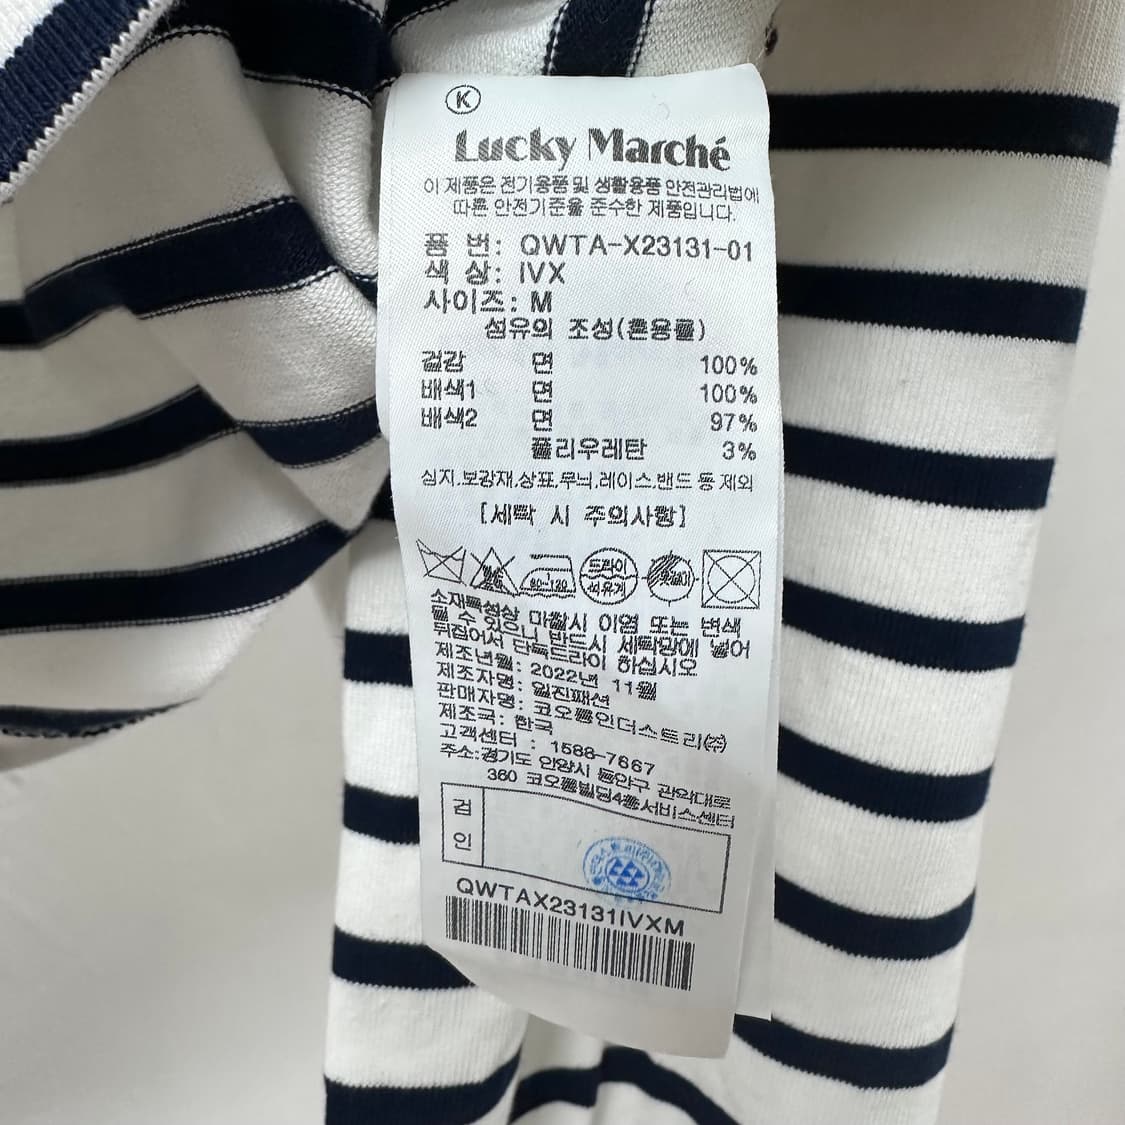 K
Lucky Marché
이 제품은 전기용품 및 생활용품 안전관리법에
따른 안전기준을 준수한 제품입니다.
품 번: QWTA-X23131-01
색 상: IVX
사이즈: M
섬유의 조성(혼용률)
겉감 면 100%
배색1 면 100%
배색2 면 97%
폴리우레탄 3%
심지,보강재,상표,무늬,레이스,밴드 등 제외
[세탁 시 주의사항]
80~120
드라이
석유계
소재특성상 마찰시 이염 또는 변색
될 수 있으니 반드시 세탁망에 넣어
뒤집어서 단독드라이 하십시오
제조년월: 2022년 11월
제조자명: 일진패션
판매자명: 코오롱인더스트리(주)
제조국: 한국
고객센터 : 1588-7667
주소:경기도 안양시 동안구 관악대로
360 코오롱빌딩4층서비스센터
검
인
QWTAX23131IVXM